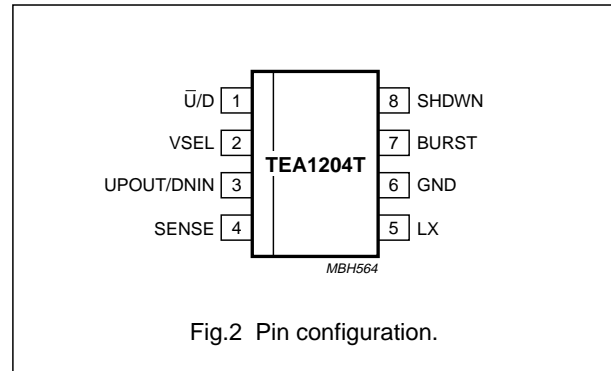 U̅/D 1 8 SHDWN
VSEL 2 7 BURST
TEA1204T
UPOUT/DNIN 3 6 GND
SENSE 4 5 LX
MBH564
Fig.2 Pin configuration.